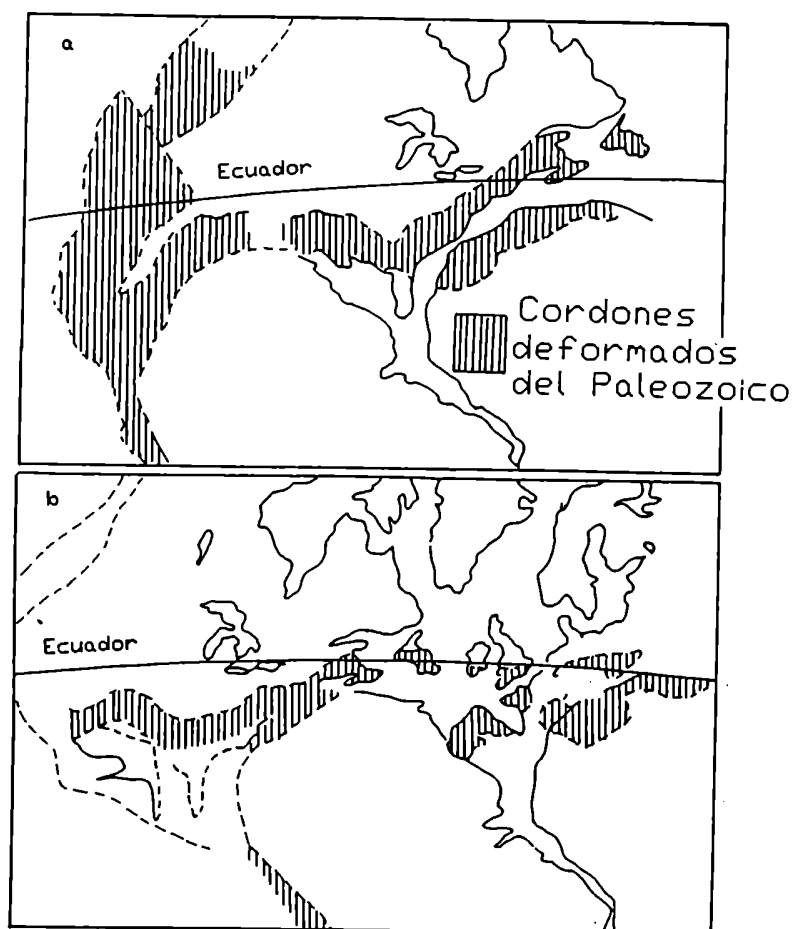 a
Ecuador
Cordones
deformados
del Paleozoico
b
Ecuador